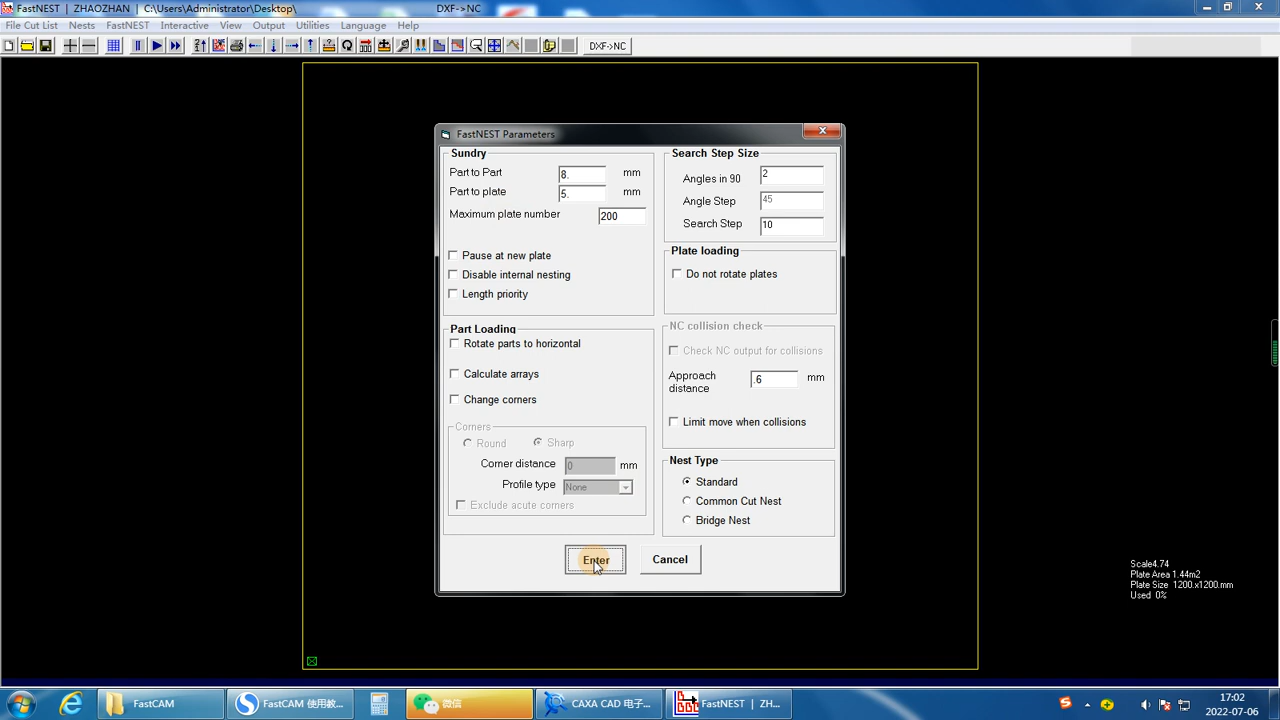 FastNEST | ZHAOZHAN | C:\Users\Administrator\Desktop\ DXF->NC
File Cut List Nests FastNEST Interactive View Output Utilities Language Help
DXF->NC
FastNEST Parameters
Sundry
Part to Part 8. mm
Part to plate 5. mm
Maximum plate number 200
Pause at new plate
Disable internal nesting
Length priority
Part Loading
Rotate parts to horizontal
Calculate arrays
Change corners
Corners
Round Sharp
Corner distance 0 mm
Profile type None
Exclude acute corners
Search Step Size
Angles in 90 2
Angle Step 45
Search Step 10
Plate loading
Do not rotate plates
NC collision check
Check NC output for collisions
Approach
distance .6 mm
Limit move when collisions
Nest Type
Standard
Common Cut Nest
Bridge Nest
Enter Cancel
Scale4.74
Plate Area 1.44m2
Plate Size 1200.x1200.mm
Used 0%
FastCAM
FastCAM 使用教...
微信
CAXA CAD 电子...
FastNEST | ZH...
17:02
2022-07-06